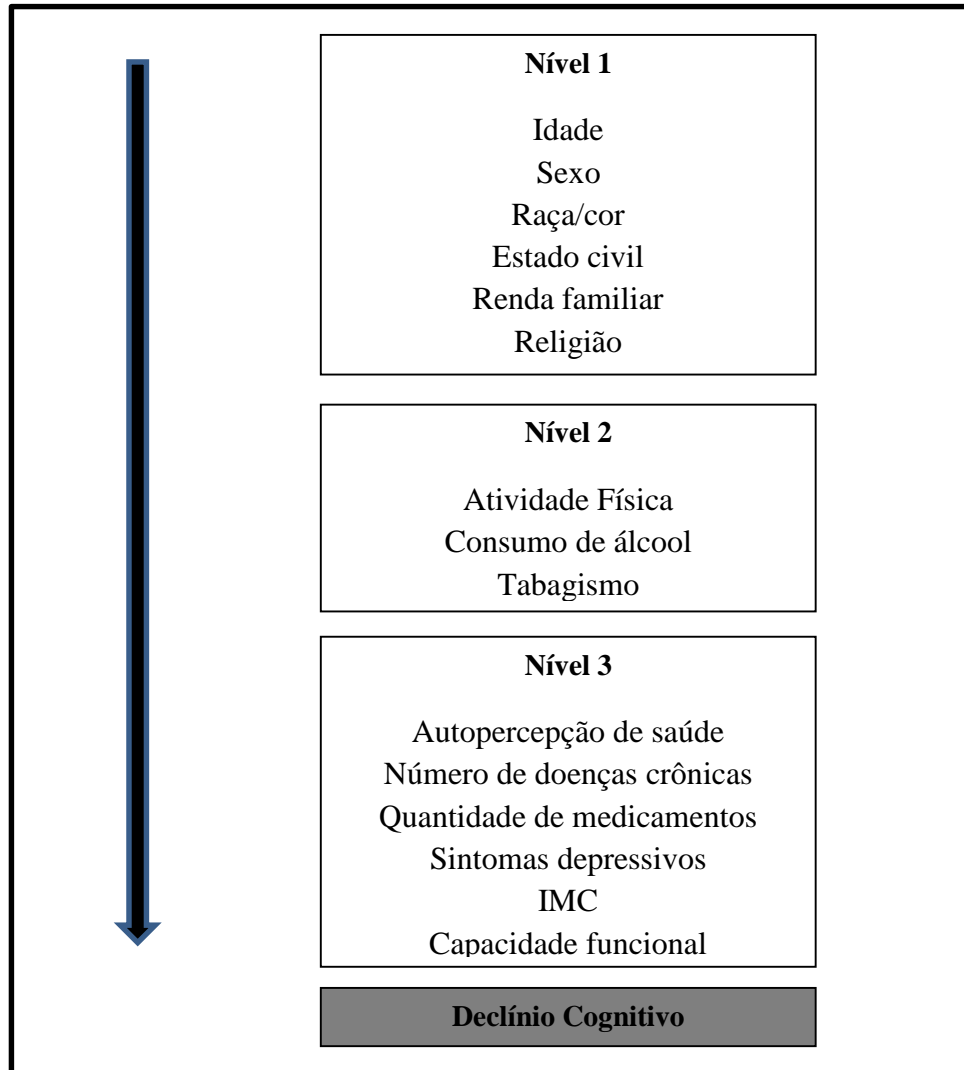 Nível 1
Idade
Sexo
Raça/cor
Estado civil
Renda familiar
Religião
Nível 2
Atividade Física
Consumo de álcool
Tabagismo
Nível 3
Autopercepção de saúde
Número de doenças crônicas
Quantidade de medicamentos
Sintomas depressivos
IMC
Capacidade funcional
Declínio Cognitivo